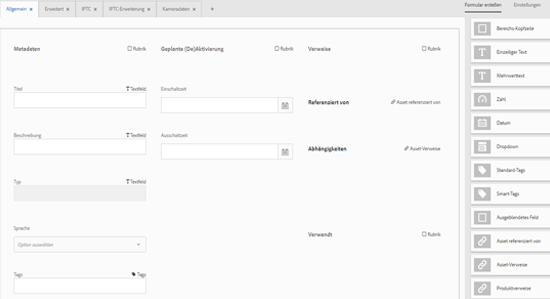 Allgemein ×
Erweitert ×
IPTC ×
IPTC-Erweiterung ×
Kameradaten ×
+
Formular erstellen
Einstellungen
Metadaten
Rubrik
Titel
Textfeld
Beschreibung
Textfeld
Typ
Textfeld
Sprache
Option auswählen
Tags
Tags
Geplante (De)Aktivierung
Rubrik
Einschaltzeit
Ausschaltzeit
Verweise
Rubrik
Referenziert von
Asset referenziert von
Abhängigkeiten
Asset-Verweise
Verwandt
Rubrik
Bereichs-Kopfzeile
Einzeiliger Text
Mehrwerttext
Zahl
Datum
Dropdown
Standard-Tags
Smart-Tags
Ausgeblendetes Feld
Asset referenziert von
Asset-Verweise
Produktverweise